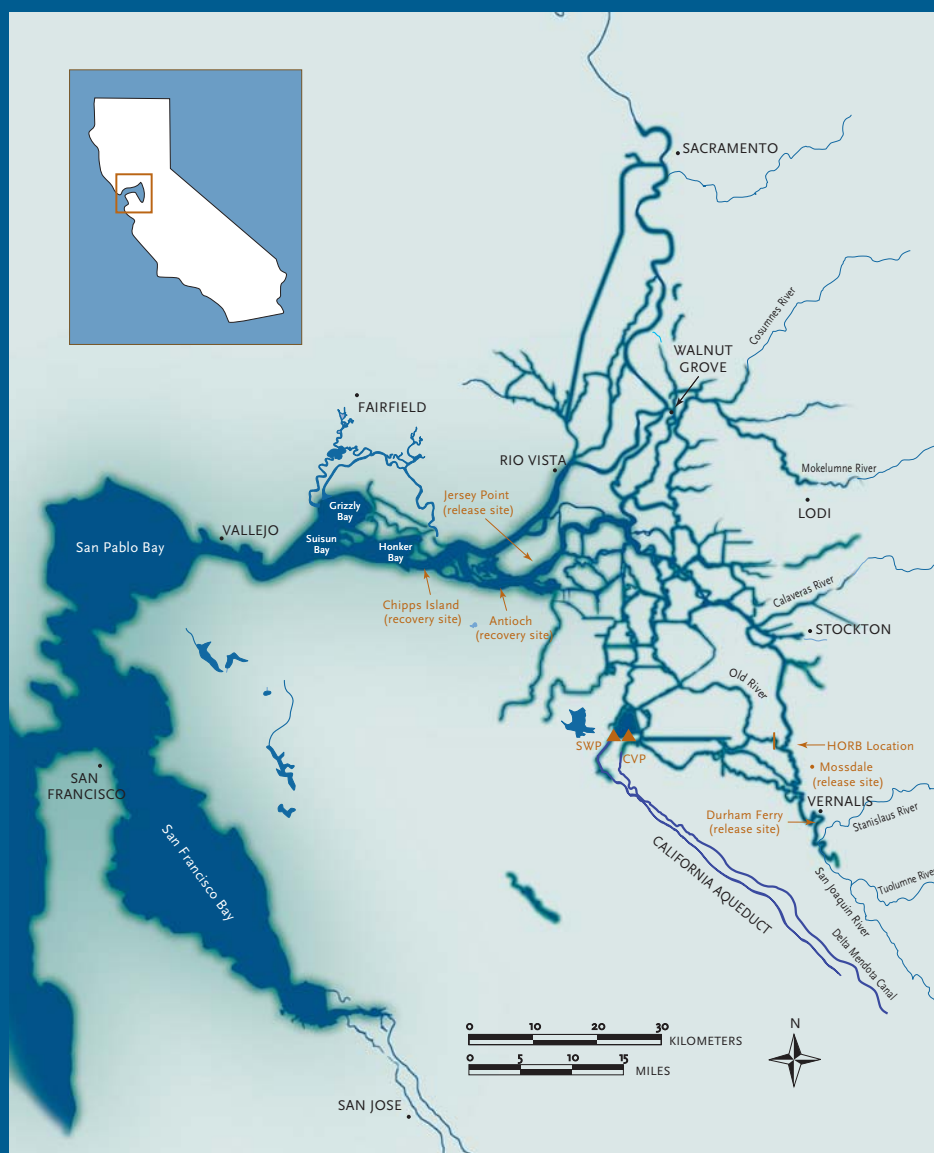 SACRAMENTO
Cosumnes River
WALNUT
GROVE
FAIRFIELD
RIO VISTA
Mokelumne River
LODI
Jersey Point
(release site)
Grizzly
Bay
VALLEJO
San Pablo Bay
Suisun
Bay
Honker
Bay
Chipps Island
(recovery site)
Antioch
(recovery site
Calaveras River
STOCKTON
Old River
SWP
CVP
HORB Location
Mossdale
(release site)
SAN
FRANCISCO
VERNALIS
Durham Ferry
(release site)
Stanislaus River
San Francisco Bay
CALIFORNIA AQUEDUCT
San Joaquin River
Tuolumne River
Delta Mendota Canal
0 10 20 30
KILOMETERS
0 5 10 15
MILES
N
SAN JOSE